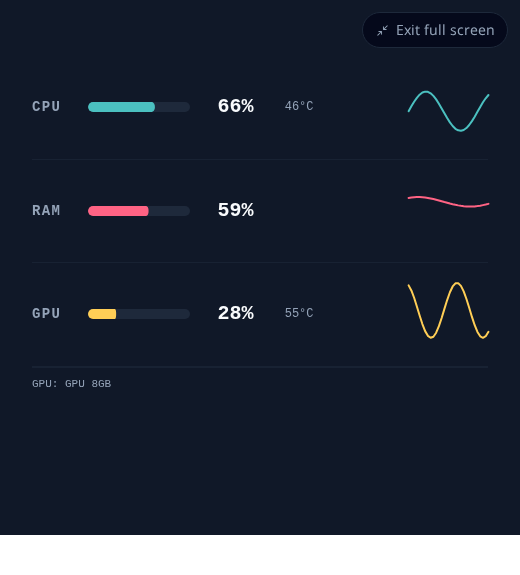 Exit full screen
CPU 66% 46°C
RAM 59%
GPU 28% 55°C
GPU: GPU 8GB